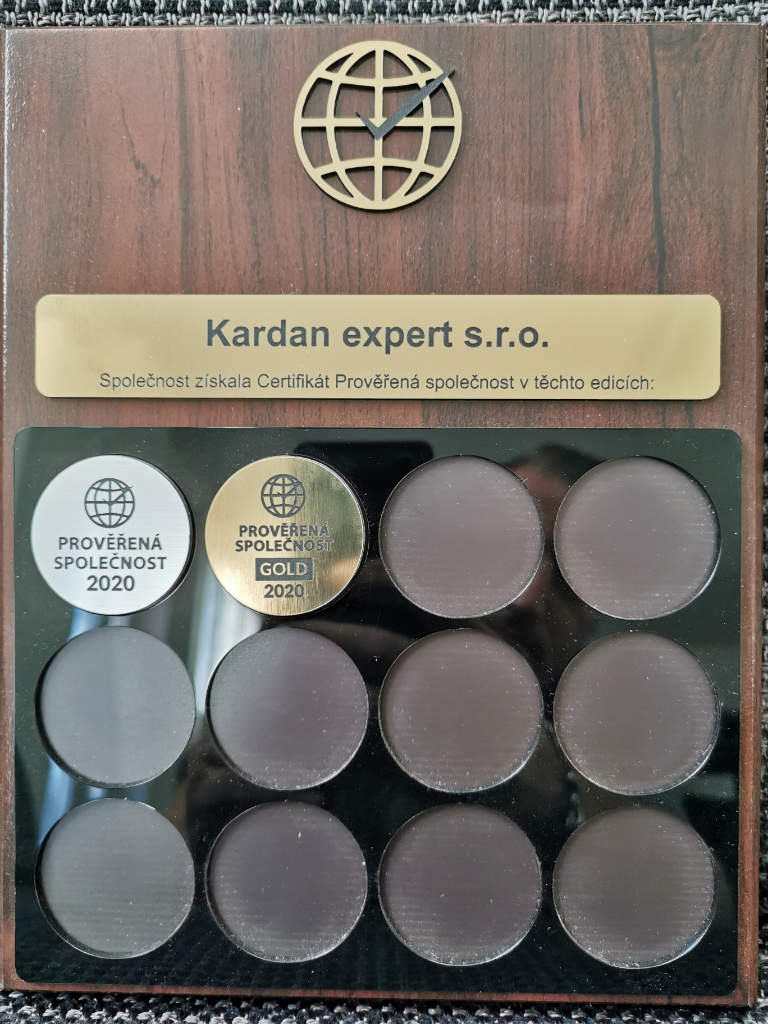 Kardan expert s.r.o.
Společnost získala Certifikát Prověřená společnost v těchto edicích:
PROVĚŘENÁ
SPOLEČNOST
2020
PROVĚŘENÁ
SPOLEČNOST
GOLD
2020